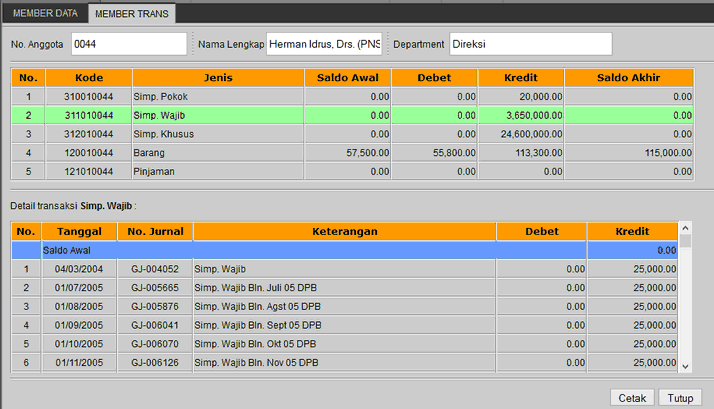 MEMBER DATA MEMBER TRANS
No. Anggota 0044 Nama Lengkap Herman Idrus, Drs. (PNS Department Direksi
No. Kode Jenis Saldo Awal Debet Kredit Saldo Akhir
1 310010044 Simp. Pokok 0.00 0.00 20,000.00 0.00
2 311010044 Simp. Wajib 0.00 0.00 3,650,000.00 0.00
3 312010044 Simp. Khusus 0.00 0.00 24,600,000.00 0.00
4 120010044 Barang 57,500.00 55,800.00 113,300.00 115,000.00
5 121010044 Pinjaman 0.00 0.00 0.00 0.00
Detail transaksi Simp. Wajib :
No. Tanggal No. Jurnal Keterangan Debet Kredit
Saldo Awal 0.00
1 04/03/2004 GJ-004052 Simp. Wajib 0.00 25,000.00
2 01/07/2005 GJ-005665 Simp. Wajib Bln. Juli 05 DPB 0.00 25,000.00
3 01/08/2005 GJ-005876 Simp. Wajib Bln. Agst 05 DPB 0.00 25,000.00
4 01/09/2005 GJ-006041 Simp. Wajib Bln. Sept 05 DPB 0.00 25,000.00
5 01/10/2005 GJ-006070 Simp. Wajib Bln. Okt 05 DPB 0.00 25,000.00
6 01/11/2005 GJ-006126 Simp. Wajib Bln. Nov 05 DPB 0.00 25,000.00
Cetak Tutup